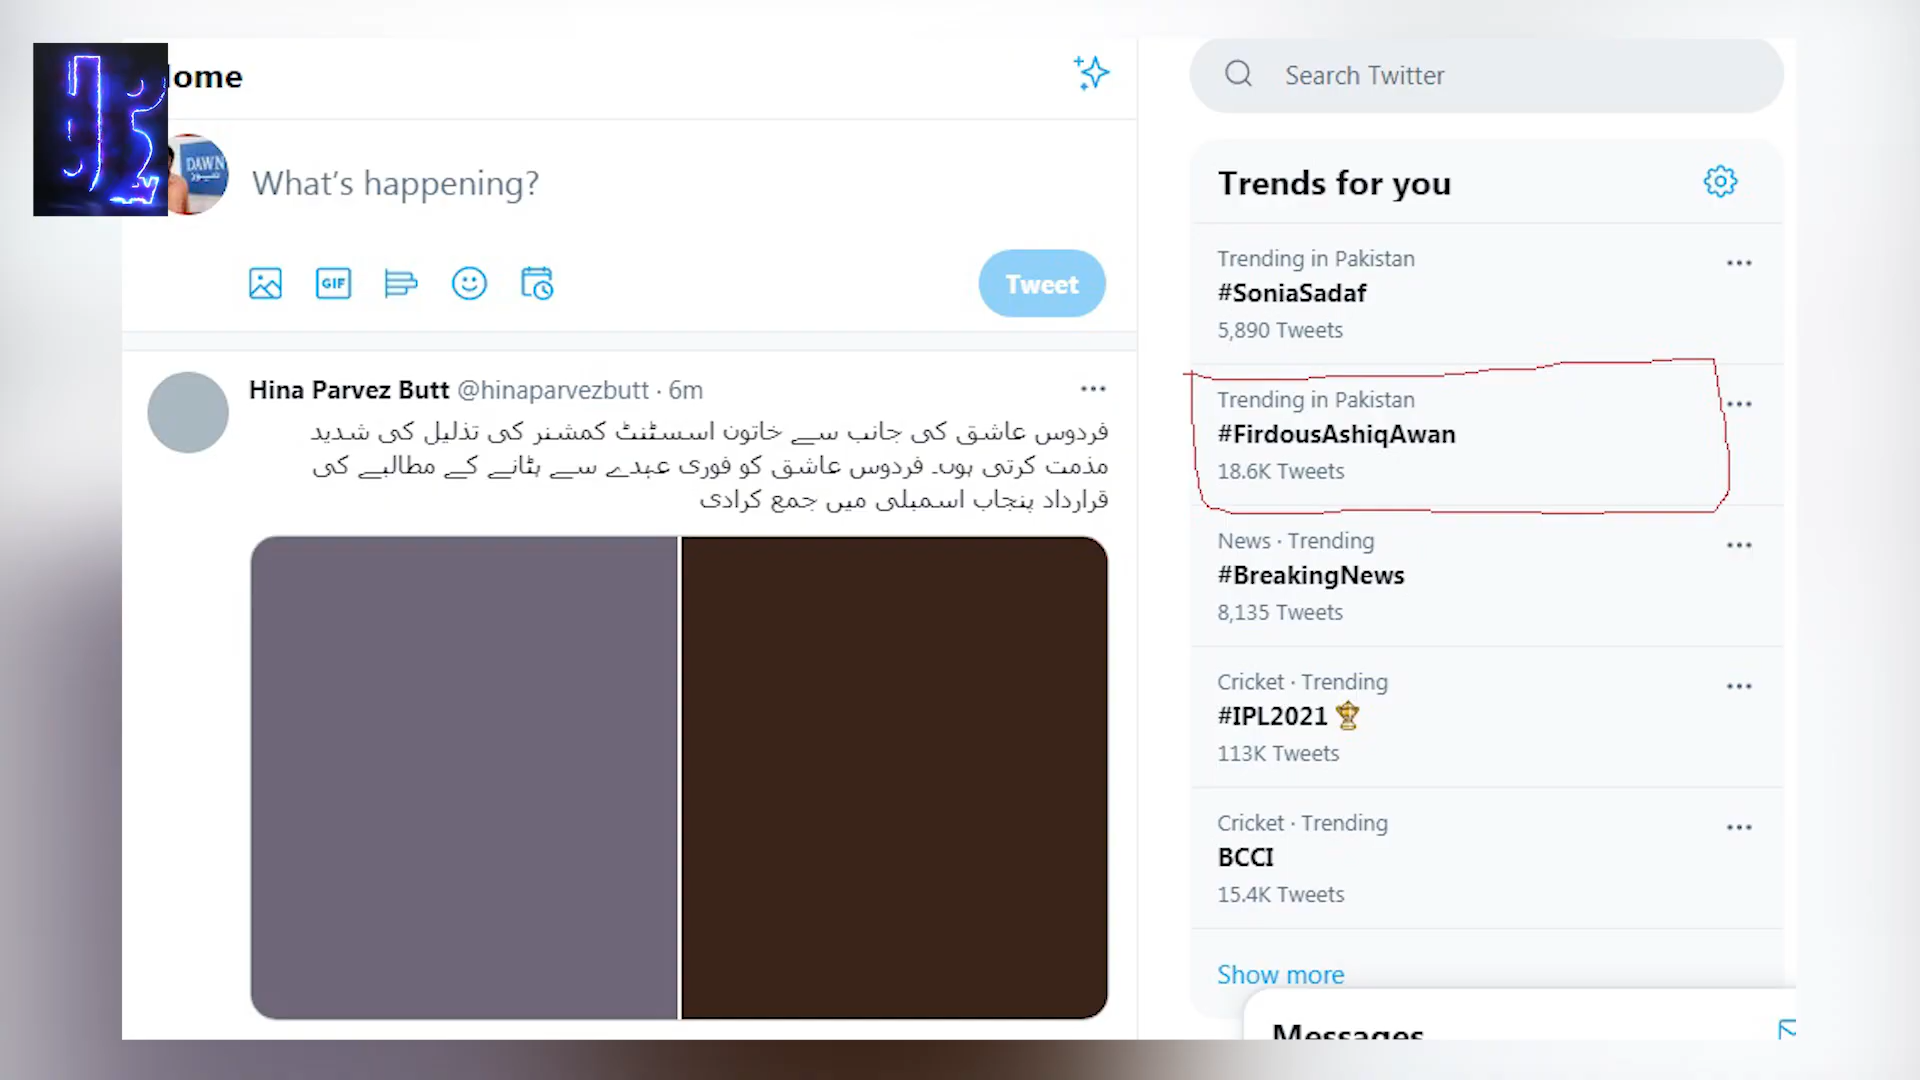 Home
DAWN
What's happening?
GIF
Tweet
Hina Parvez Butt @hinaparvezbutt · 6m
فردوس عاشق کی جانب سے خاتون اسسٹنٹ کمشنر کی تذلیل کی شدید
مذمت کرتی ہوں۔ فردوس عاشق کو فوری عہدے سے ہٹانے کے مطالبے کی
قرارداد پنجاب اسمبلی میں جمع کرادی
Search Twitter
Trends for you
Trending in Pakistan
#SoniaSadaf
5,890 Tweets
Trending in Pakistan
#FirdousAshiqAwan
18.6K Tweets
News · Trending
#BreakingNews
8,135 Tweets
Cricket · Trending
#IPL2021 🏆
113K Tweets
Cricket · Trending
BCCI
15.4K Tweets
Show more
Messages